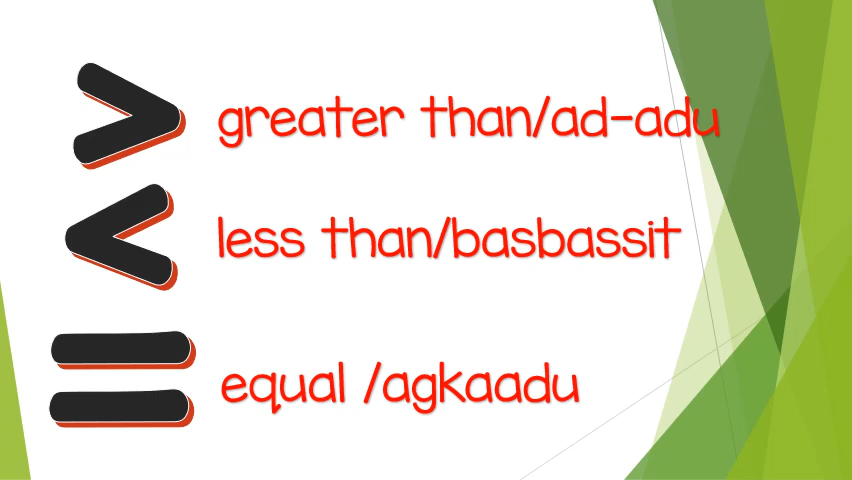 > greater than/ad-adu
< less than/basbassit
= equal /agkaadu